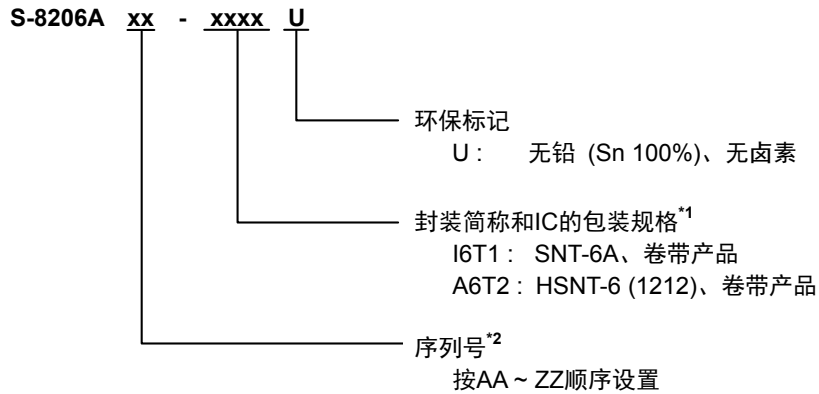 S-8206A xx - xxxx U
环保标记
U : 无铅 (Sn 100%)、无卤素
封装简称和IC的包装规格*1
I6T1 : SNT-6A、卷带产品
A6T2 : HSNT-6 (1212)、卷带产品
序列号*2
按AA ~ ZZ顺序设置